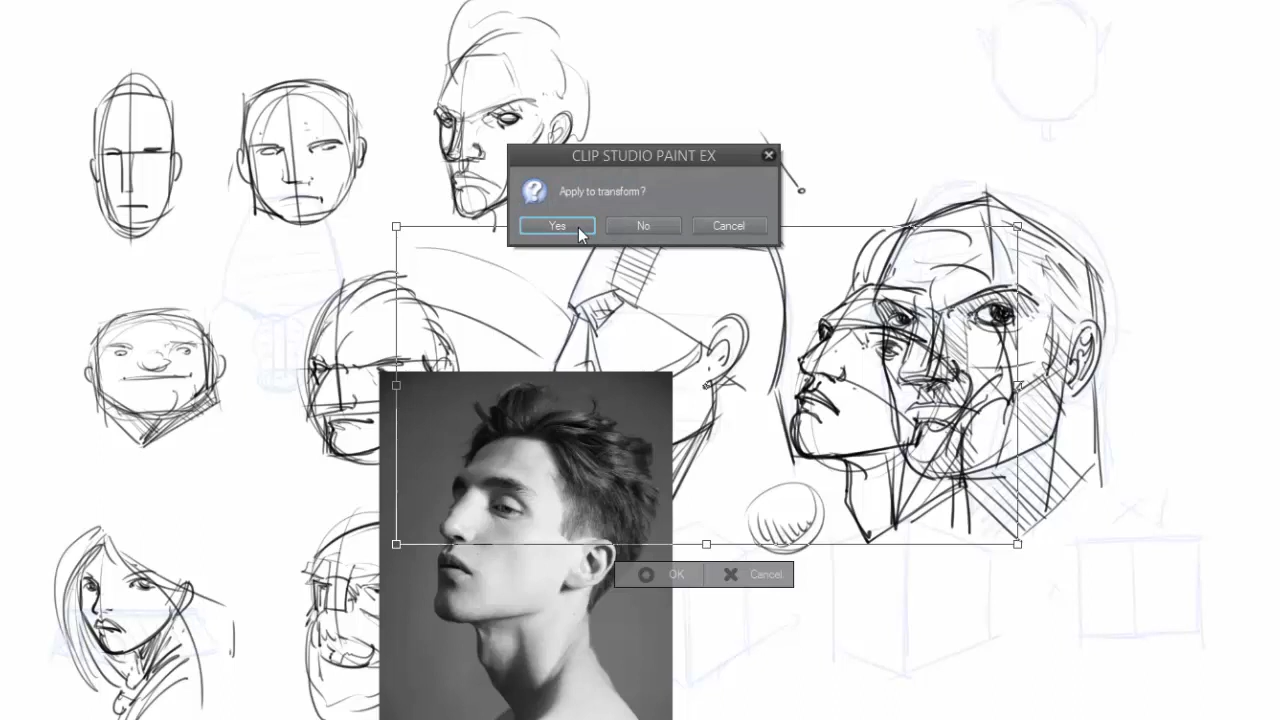 CLIP STUDIO PAINT EX
Apply to transform?
Yes No Cancel
OK Cancel